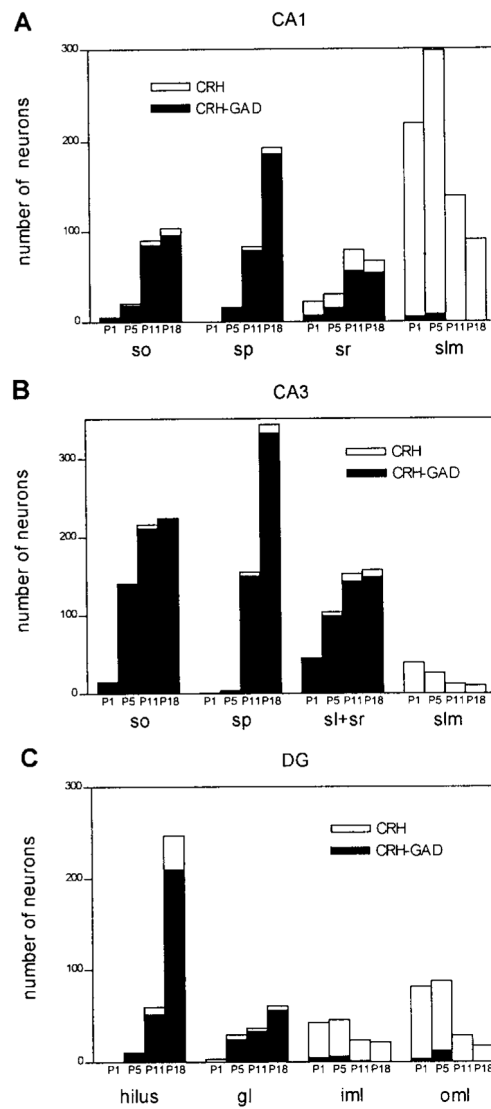 A
CA1
number of neurons
300
200
100
0
CRH
CRH-GAD
P1 P5 P11 P18 P1 P5 P11 P18 P1 P5 P11 P18 P1 P5 P11 P18
so sp sr slm
B
CA3
number of neurons
300
200
100
0
CRH
CRH-GAD
P1 P5 P11 P18 P1 P5 P11 P18 P1 P5 P11 P18 P1 P5 P11 P18
so sp sl+sr slm
C
DG
number of neurons
300
200
100
0
CRH
CRH-GAD
P1 P5 P11 P18 P1 P5 P11 P18 P1 P5 P11 P18 P1 P5 P11 P18
hilus gl iml oml